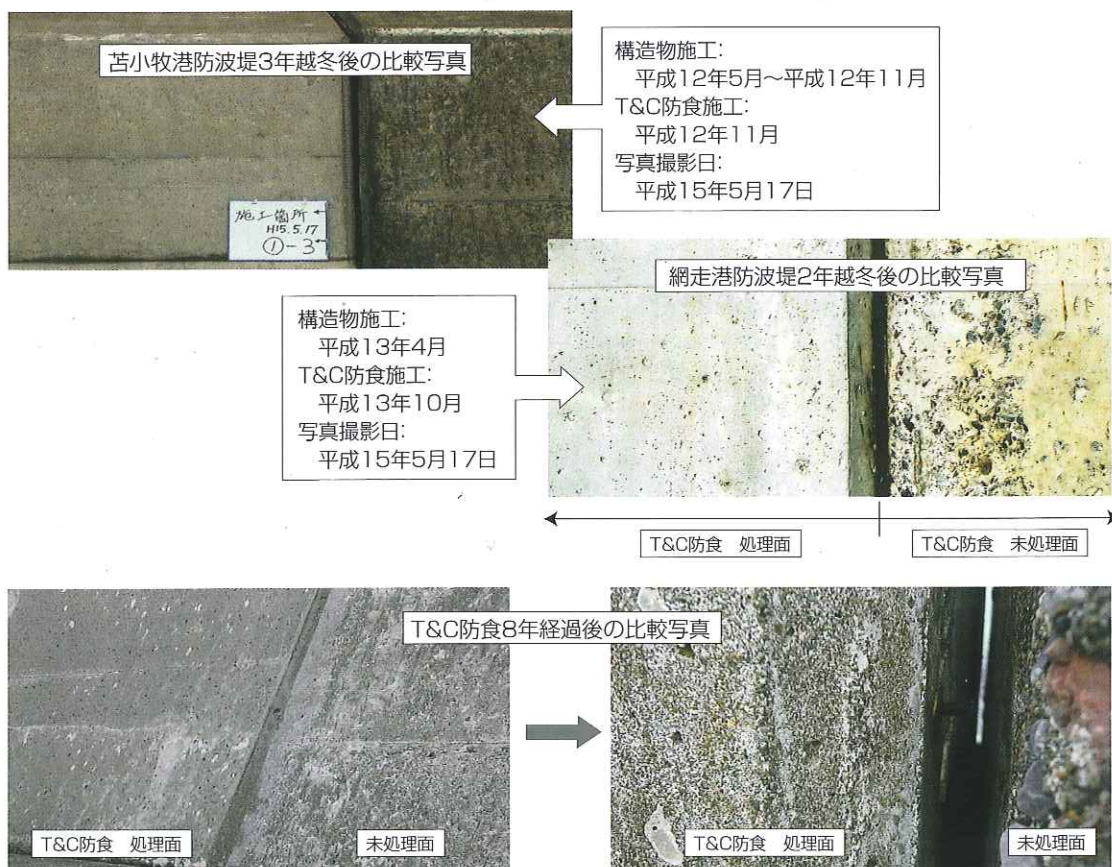 苫小牧港防波堤3年越冬後の比較写真
構造物施工:
平成12年5月～平成12年11月
T&C防食施工:
平成12年11月
写真撮影日:
平成15年5月17日
施工箇所
H15.5.17
①-3
網走港防波堤2年越冬後の比較写真
構造物施工:
平成13年4月
T&C防食施工:
平成13年10月
写真撮影日:
平成15年5月17日
T&C防食 処理面
T&C防食 未処理面
T&C防食8年経過後の比較写真
T&C防食 処理面
未処理面
T&C防食 処理面
未処理面